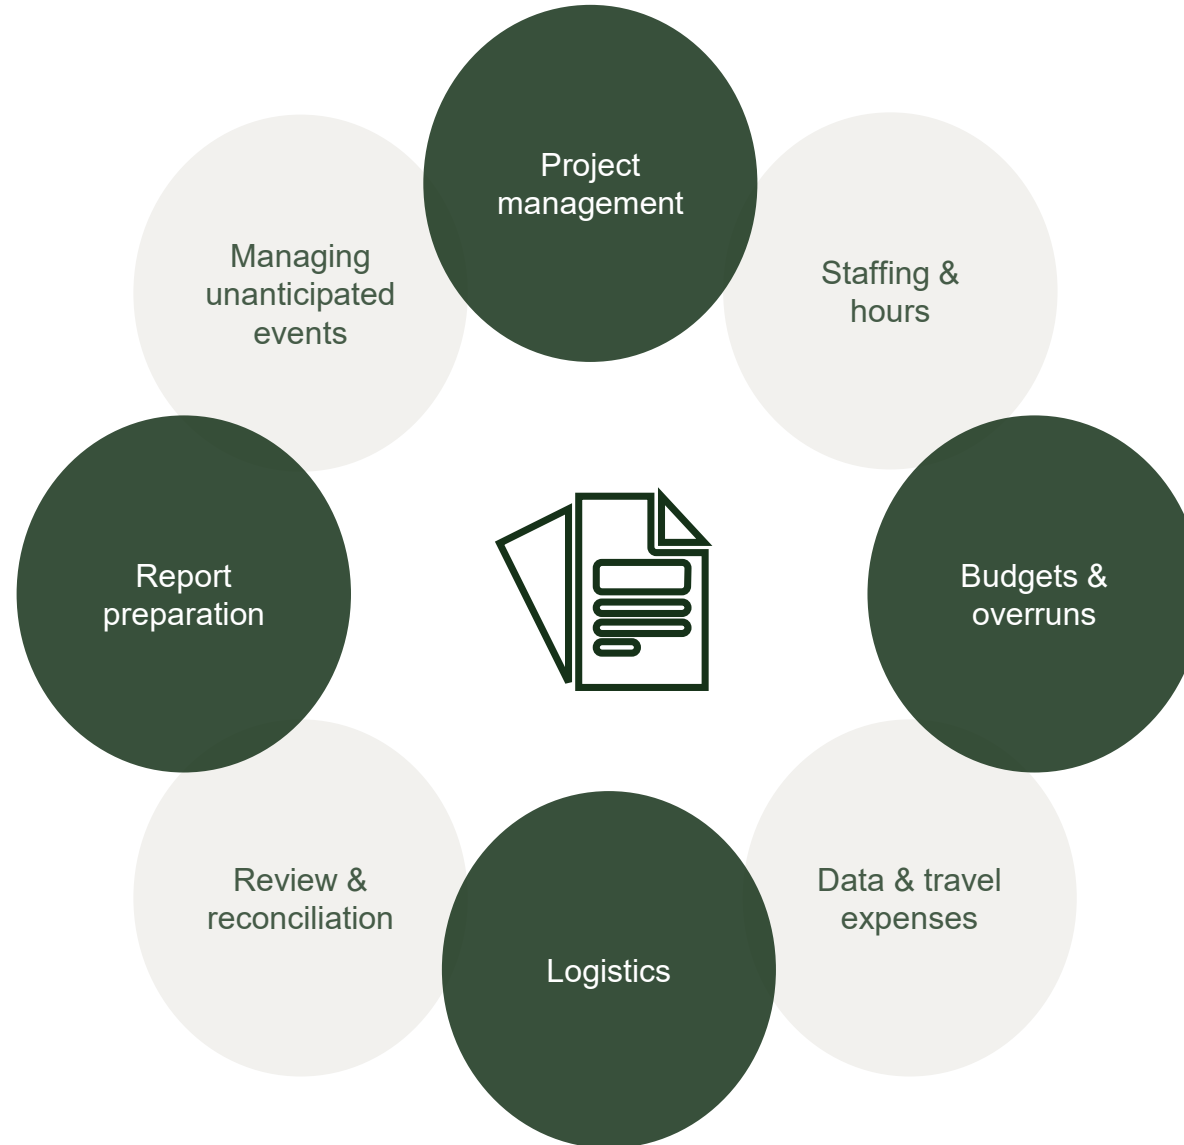 Project
management
Staffing &
hours
Budgets &
overruns
Data & travel
expenses
Logistics
Review &
reconciliation
Report
preparation
Managing
unanticipated
events